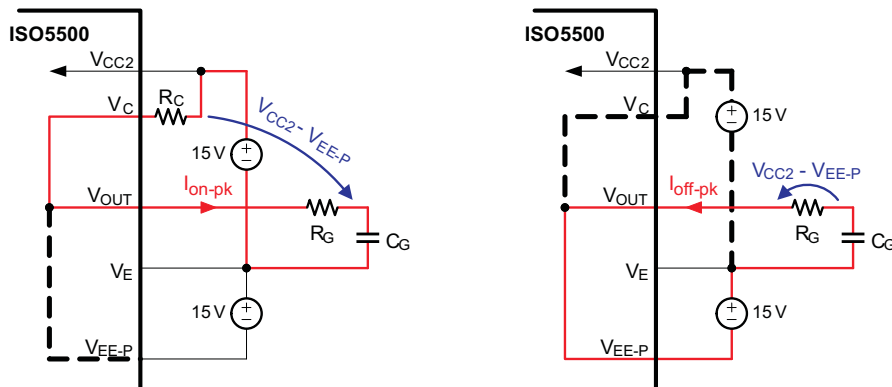 ISO5500
VCC2
VC
RC
VCC2 - VEE-P
15 V
VOUT
Ion-pk
RG
CG
VE
15 V
VEE-P
ISO5500
VCC2
VC
15 V
VCC2 - VEE-P
VOUT
Ioff-pk
RG
CG
VE
15 V
VEE-P